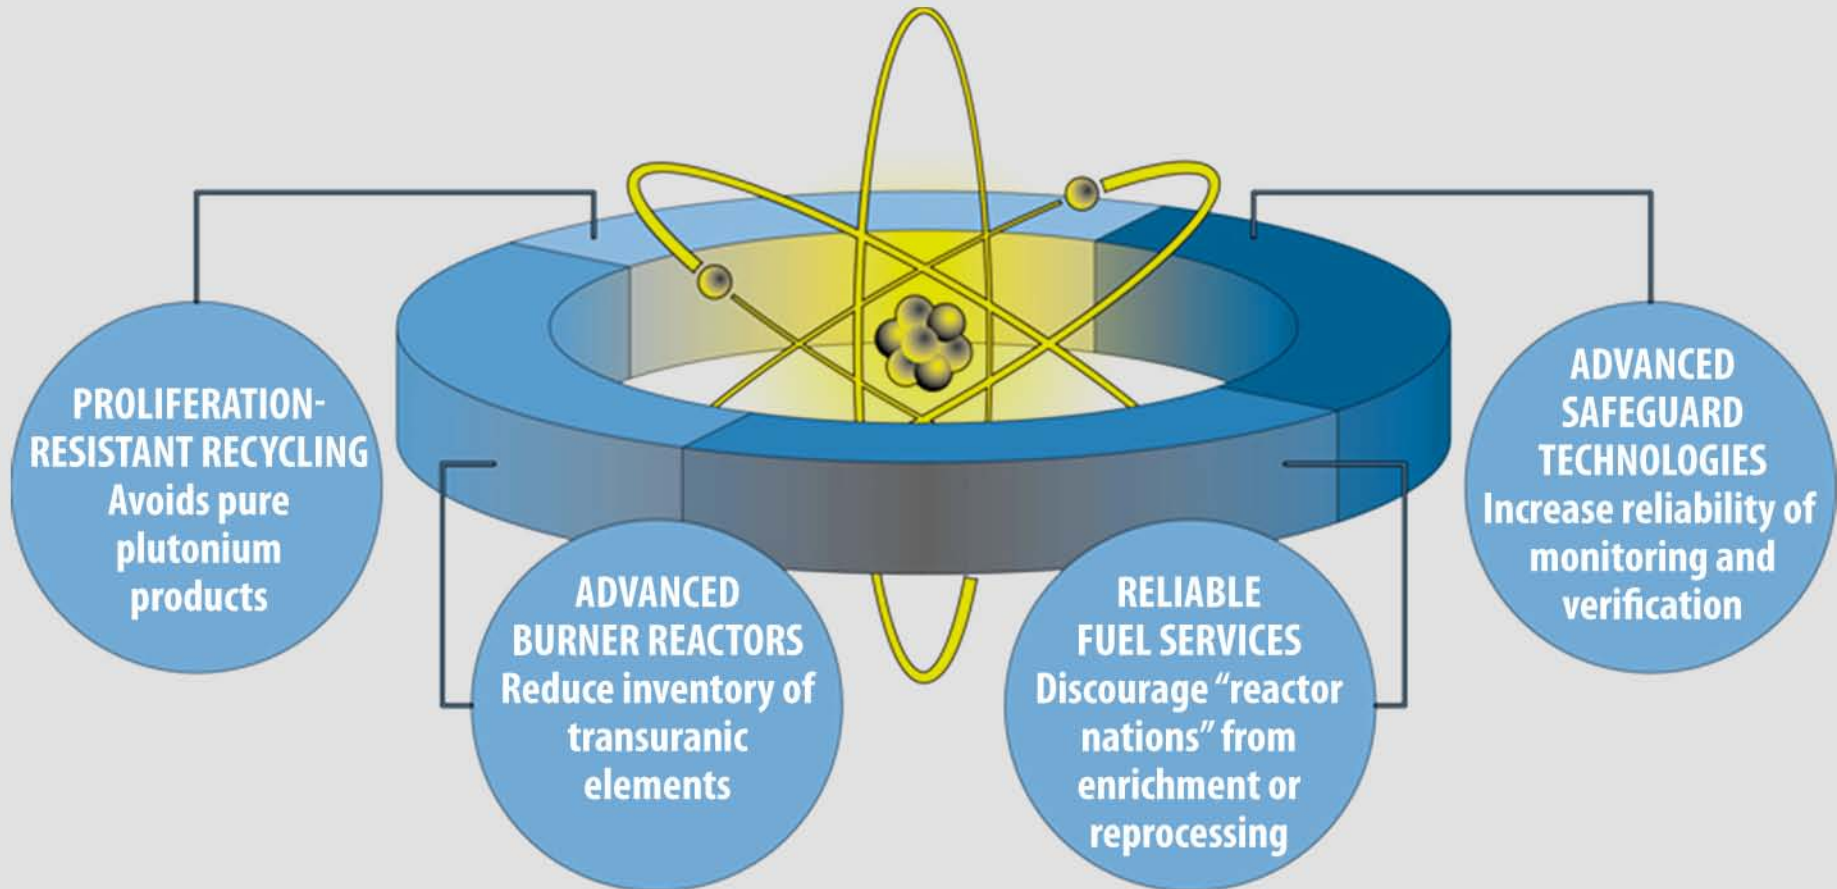 PROLIFERATION-
RESISTANT RECYCLING
Avoids pure
plutonium
products
ADVANCED
BURNER REACTORS
Reduce inventory of
transuranic
elements
RELIABLE
FUEL SERVICES
Discourage “reactor
nations” from
enrichment or
reprocessing
ADVANCED
SAFEGUARD
TECHNOLOGIES
Increase reliability of
monitoring and
verification